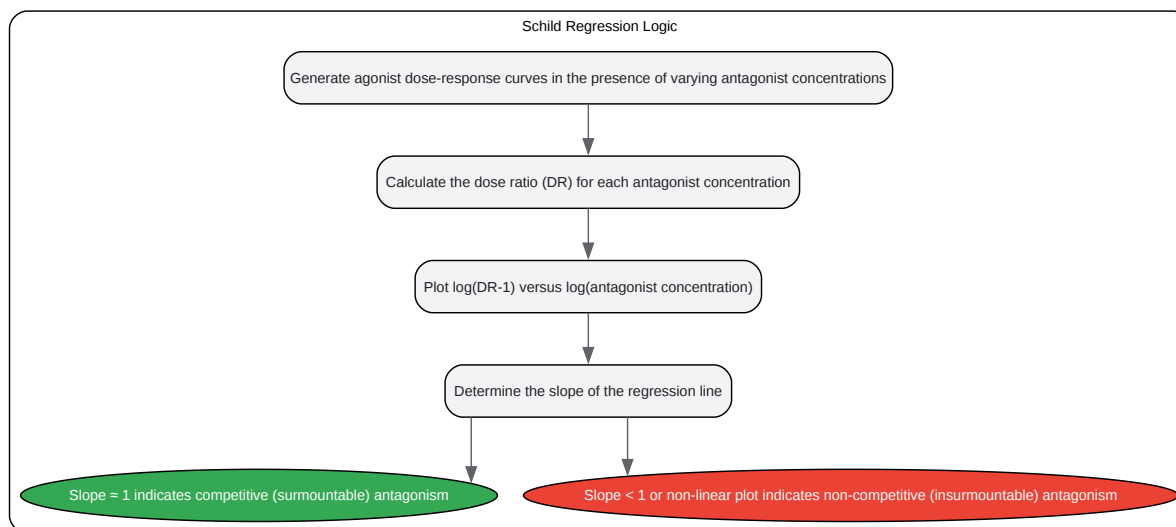 Schild Regression Logic
Generate agonist dose-response curves in the presence of varying antagonist concentrations
Calculate the dose ratio (DR) for each antagonist concentration
Plot log(DR-1) versus log(antagonist concentration)
Determine the slope of the regression line
Slope ≈ 1 indicates competitive (surmountable) antagonism
Slope < 1 or non-linear plot indicates non-competitive (insurmountable) antagonism